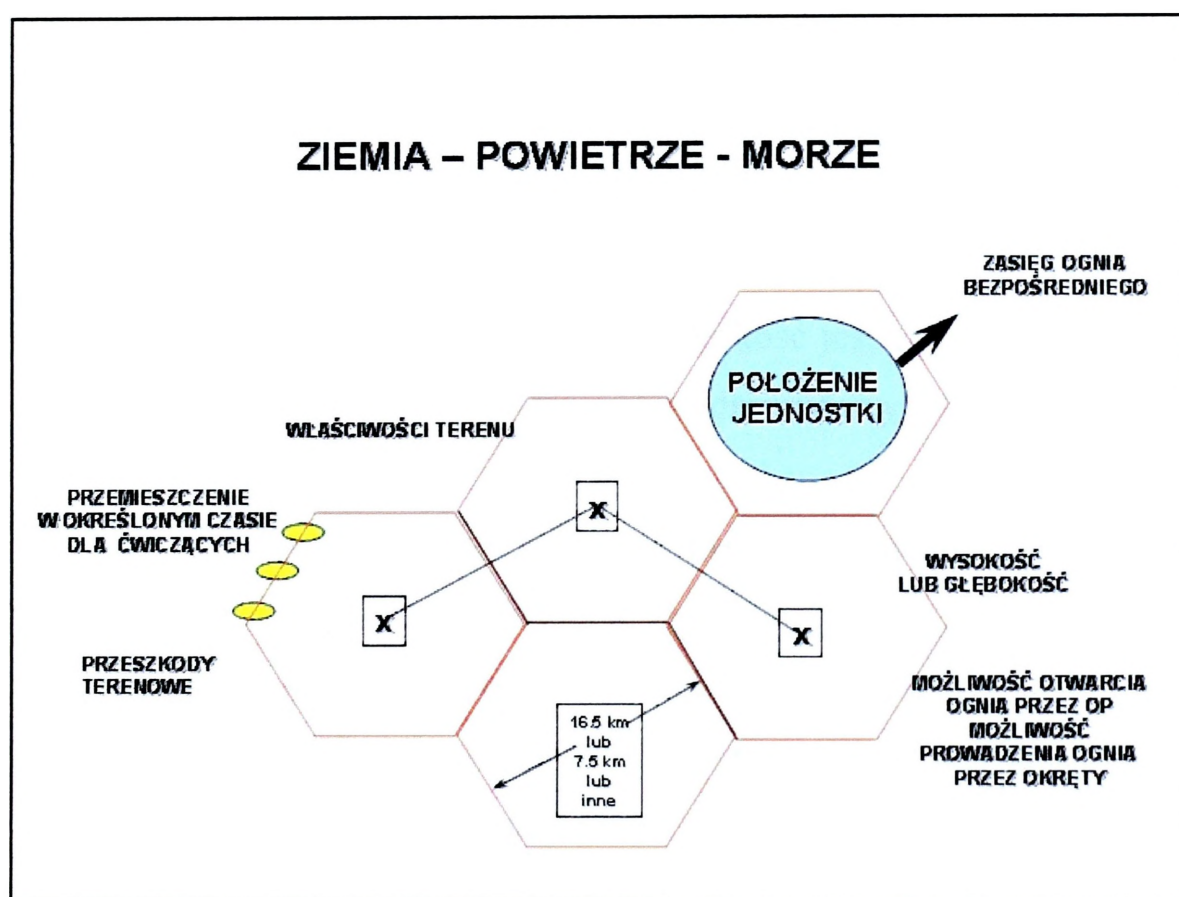 ZIEMIA – POWIETRZE - MORZE
ZASIĘG OGNIA
BEZPOŚREDNIEGO
POŁOŻENIE
JEDNOSTKI
WŁAŚCIWOŚCI TERENU
PRZEMIESZCZENIE
W OKREŚLONYM CZASIE
DLA ĆWICZĄCYCH
X
WYSOKOŚĆ
LUB GŁĘBOKOŚĆ
X
X
PRZESZKODY
TERENOWE
MOŻLIWOŚĆ OTWARCIA
OGNIA PRZEZ OP
MOŻLIWOŚĆ
PROWADZENIA OGNIA
PRZEZ OKRĘTY
16.5 km
lub
7.5 km
lub
inne